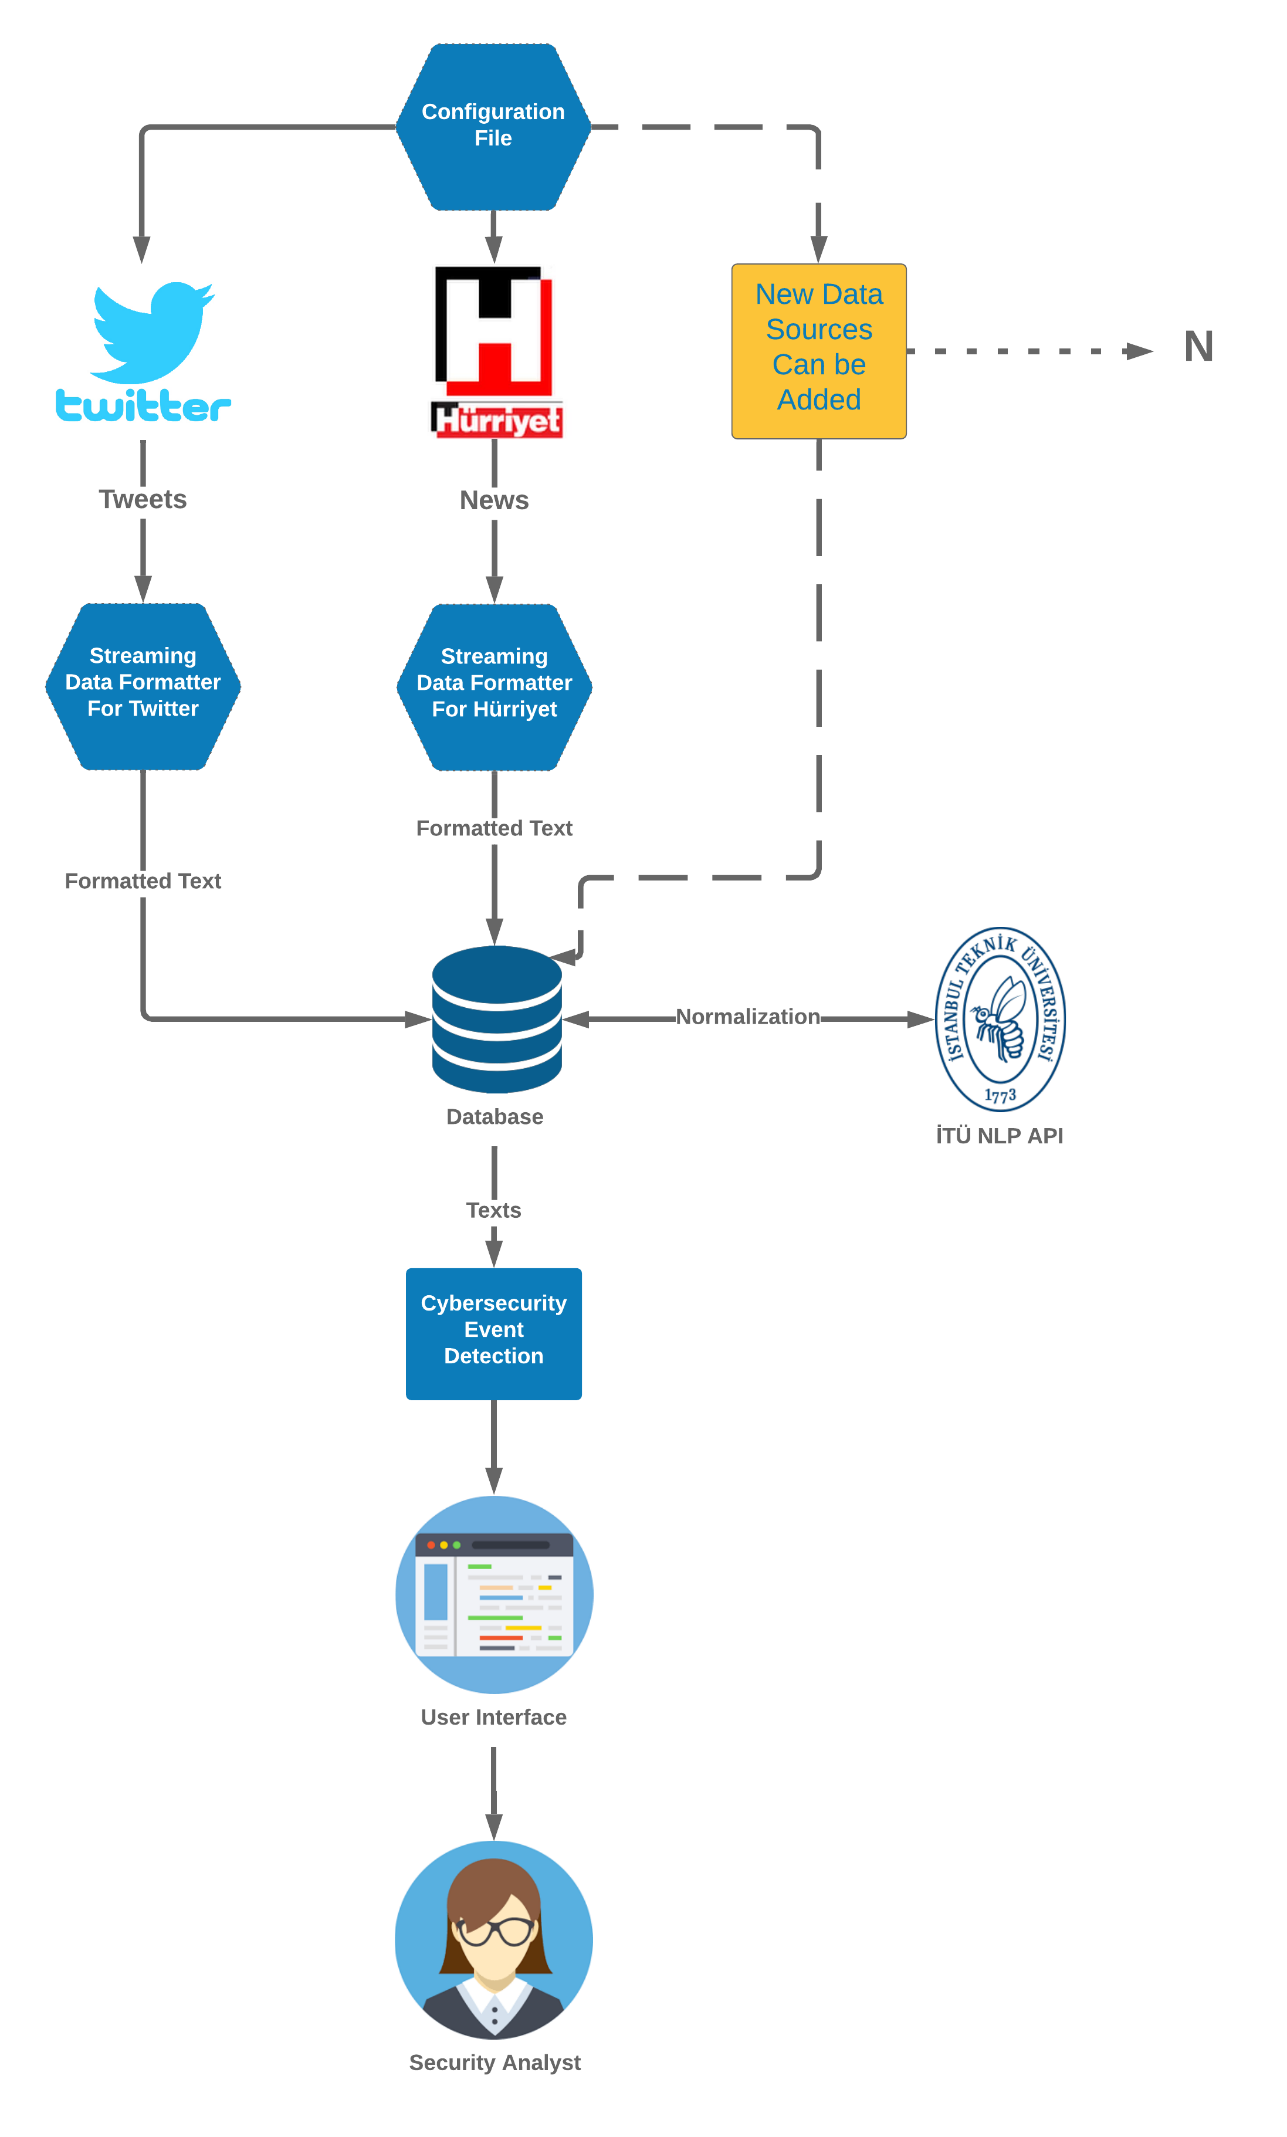 Configuration
File
twitter
Hürriyet
New Data
Sources
Can be
Added
N
Tweets
News
Streaming
Data Formatter
For Twitter
Streaming
Data Formatter
For Hürriyet
Formatted Text
Formatted Text
Normalization
İSTANBUL TEKNİK ÜNİVERSİTESİ
1773
Database
İTÜ NLP API
Texts
Cybersecurity
Event
Detection
User Interface
Security Analyst